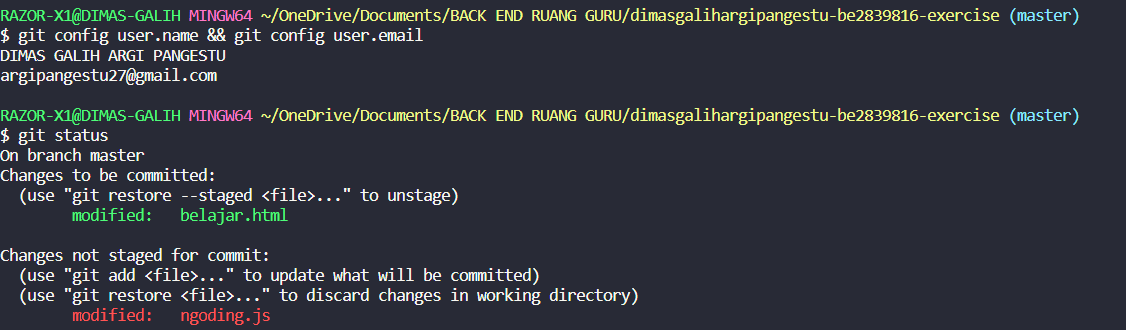 RAZOR-X1@DIMAS-GALIH MINGW64 ~/OneDrive/Documents/BACK END RUANG GURU/dimasgalihargipangestu-be2839816-exercise (master)
$ git config user.name && git config user.email
DIMAS GALIH ARGI PANGESTU
argipangestu27@gmail.com
RAZOR-X1@DIMAS-GALIH MINGW64 ~/OneDrive/Documents/BACK END RUANG GURU/dimasgalihargipangestu-be2839816-exercise (master)
$ git status
On branch master
Changes to be committed:
  (use "git restore --staged <file>..." to unstage)
        modified:   belajar.html
Changes not staged for commit:
  (use "git add <file>..." to update what will be committed)
  (use "git restore <file>..." to discard changes in working directory)
        modified:   ngoding.js